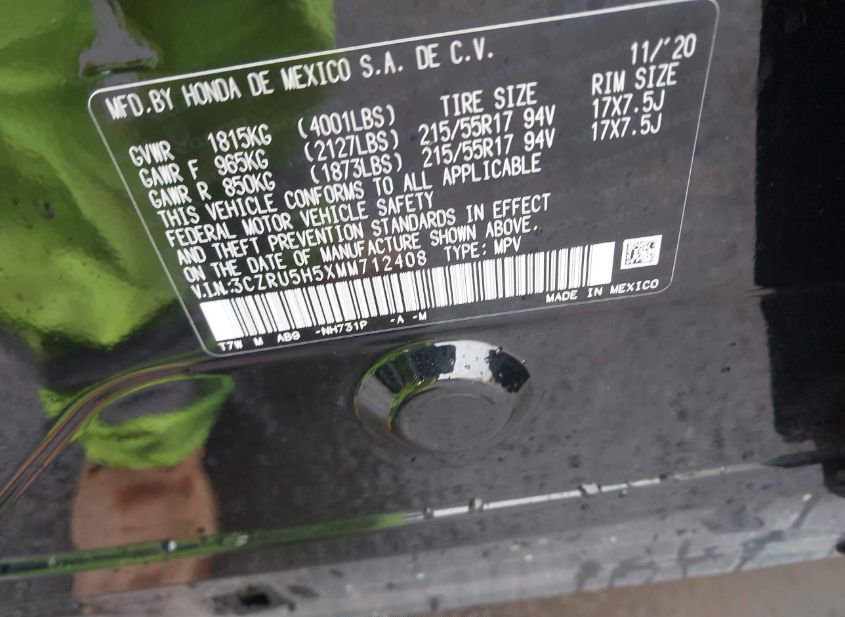 MFD.BY HONDA DE MEXICO S.A. DE C.V. 11/'20
TIRE SIZE RIM SIZE
GVWR 1815KG (4001LBS)
GAWR F 965KG (2127LBS) 215/55R17 94V 17X7.5J
GAWR R 850KG (1873LBS) 215/55R17 94V 17X7.5J
THIS VEHICLE CONFORMS TO ALL APPLICABLE
FEDERAL MOTOR VEHICLE SAFETY
AND THEFT PREVENTION STANDARDS IN EFFECT
ON THE DATE OF MANUFACTURE SHOWN ABOVE.
V.I.N:3CZRU5H5XMM712408 TYPE: MPV
T7W M AB0 -NH731P -A -M MADE IN MEXICO